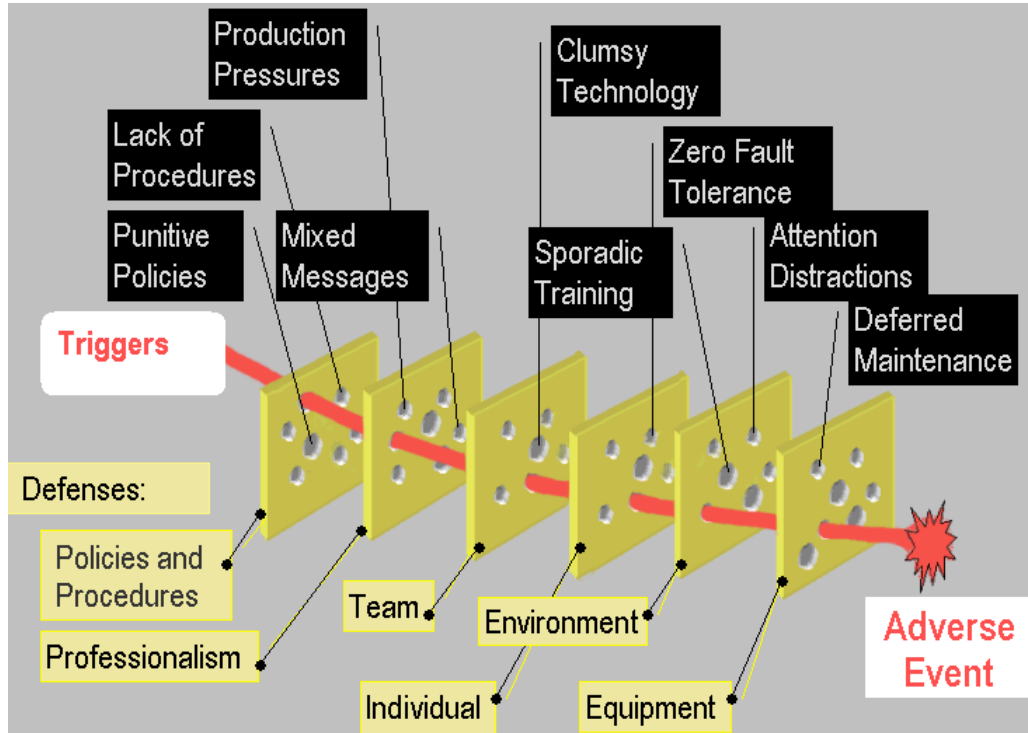 Production
Pressures
Clumsy
Technology
Lack of
Procedures
Zero Fault
Tolerance
Punitive
Policies
Mixed
Messages
Sporadic
Training
Attention
Distractions
Deferred
Maintenance
Triggers
Defenses:
Policies and
Procedures
Professionalism
Team
Environment
Individual
Equipment
Adverse
Event